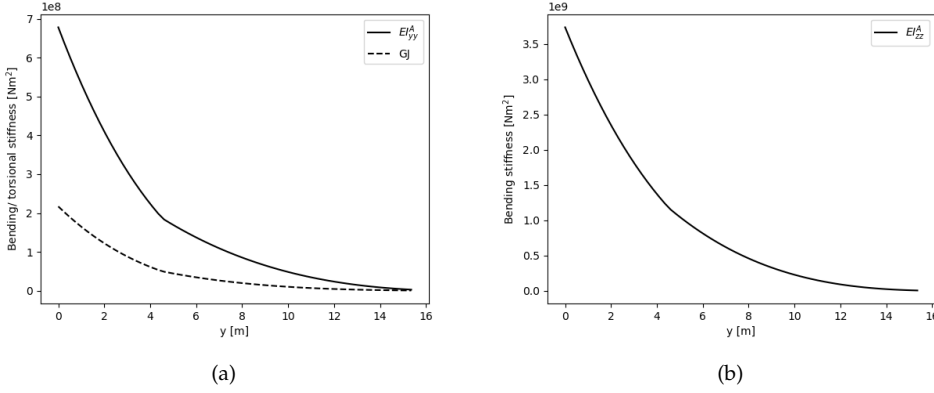 1e8
7
6
5
4
3
2
1
0
Bending/ torsional stiffness [Nm²]
EI^A_yy
GJ
0 2 4 6 8 10 12 14 16
y [m]
(a)
1e9
3.5
3.0
2.5
2.0
1.5
1.0
0.5
0.0
Bending stiffness [Nm²]
EI^A_zz
0 2 4 6 8 10 12 14 16
y [m]
(b)